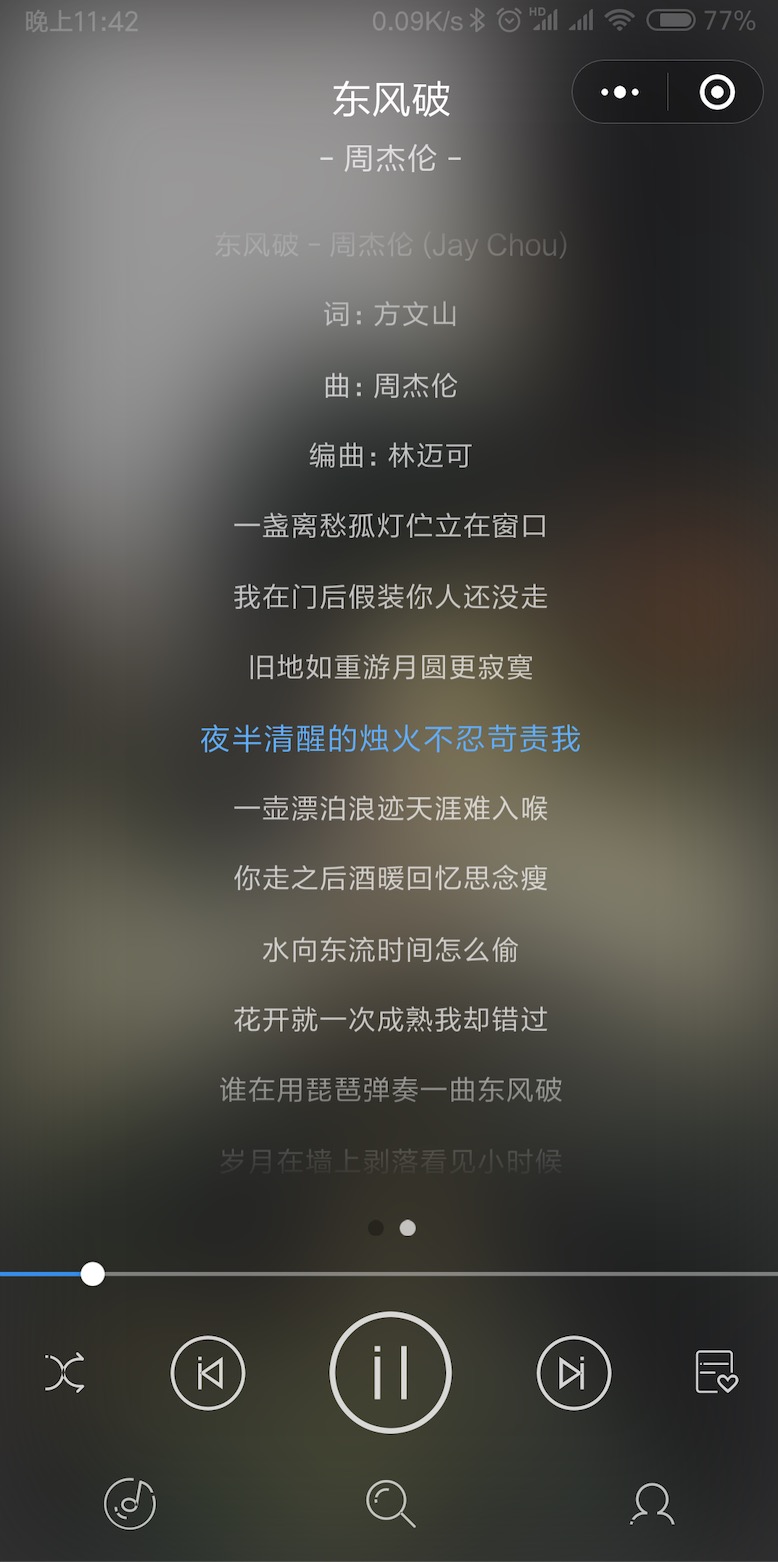 晚上11:42
0.09K/s HD 77%
东风破
- 周杰伦 -
东风破 - 周杰伦 (Jay Chou)
词: 方文山
曲: 周杰伦
编曲: 林迈可
一盏离愁孤灯伫立在窗口
我在门后假装你人还没走
旧地如重游月圆更寂寞
夜半清醒的烛火不忍苛责我
一壶漂泊浪迹天涯难入喉
你走之后酒暖回忆思念瘦
水向东流时间怎么偷
花开就一次成熟我却错过
谁在用琵琶弹奏一曲东风破
岁月在墙上剥落看见小时候